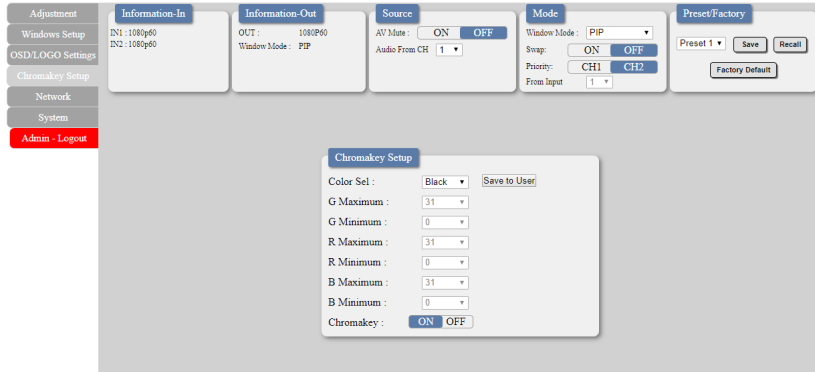 Adjustment
Windows Setup
OSD/LOGO Settings
Chromakey Setup
Network
System
Admin - Logout
Information-In
IN1 : 1080p60
IN2 : 1080p60
Information-Out
OUT : 1080P60
Window Mode : PIP
Source
AV Mute : ON OFF
Audio From CH 1
Mode
Window Mode : PIP
Swap: ON OFF
Priority: CH1 CH2
From Input 1
Preset/Factory
Preset 1 Save Recall
Factory Default
Chromakey Setup
Color Sel : Black Save to User
G Maximum : 31
G Minimum : 0
R Maximum : 31
R Minimum : 0
B Maximum : 31
B Minimum : 0
Chromakey : ON OFF